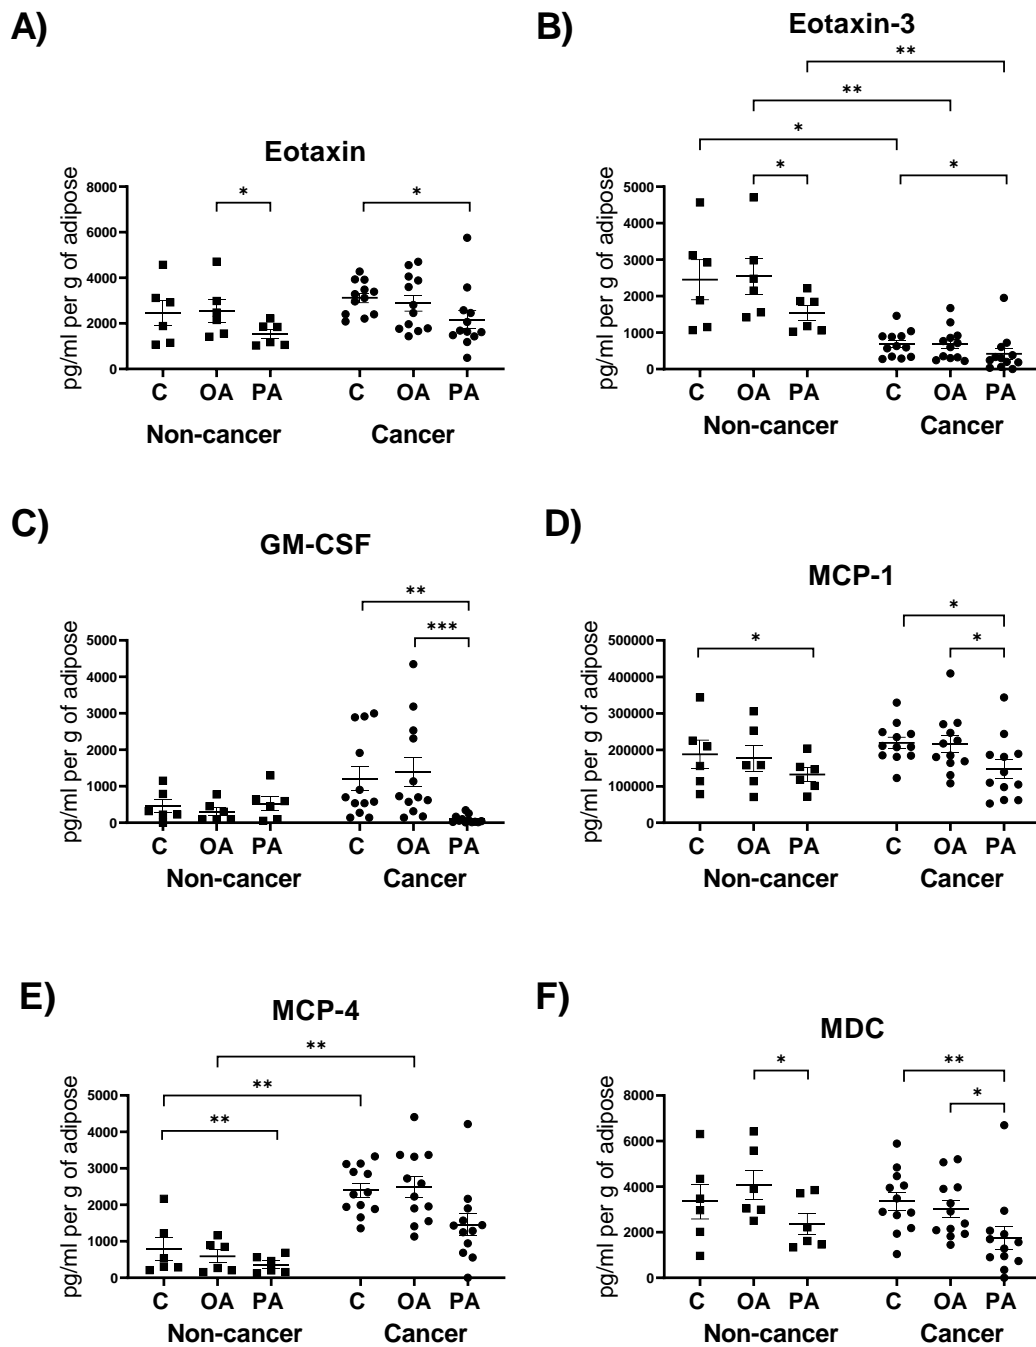 A)
Eotaxin
pg/ml per g of adipose
8000
6000
4000
2000
0
*
*
C OA PA C OA PA
Non-cancer Cancer
B)
Eotaxin-3
**
**
*
*
*
pg/ml per g of adipose
5000
4000
3000
2000
1000
0
C OA PA C OA PA
Non-cancer Cancer
C)
GM-CSF
**
***
pg/ml per g of adipose
5000
4000
3000
2000
1000
0
C OA PA C OA PA
Non-cancer Cancer
D)
MCP-1
*
*
*
pg/ml per g of adipose
500000
400000
300000
200000
100000
0
C OA PA C OA PA
Non-cancer Cancer
E)
MCP-4
**
**
**
pg/ml per g of adipose
5000
4000
3000
2000
1000
0
C OA PA C OA PA
Non-cancer Cancer
F)
MDC
*
**
*
pg/ml per g of adipose
8000
6000
4000
2000
0
C OA PA C OA PA
Non-cancer Cancer